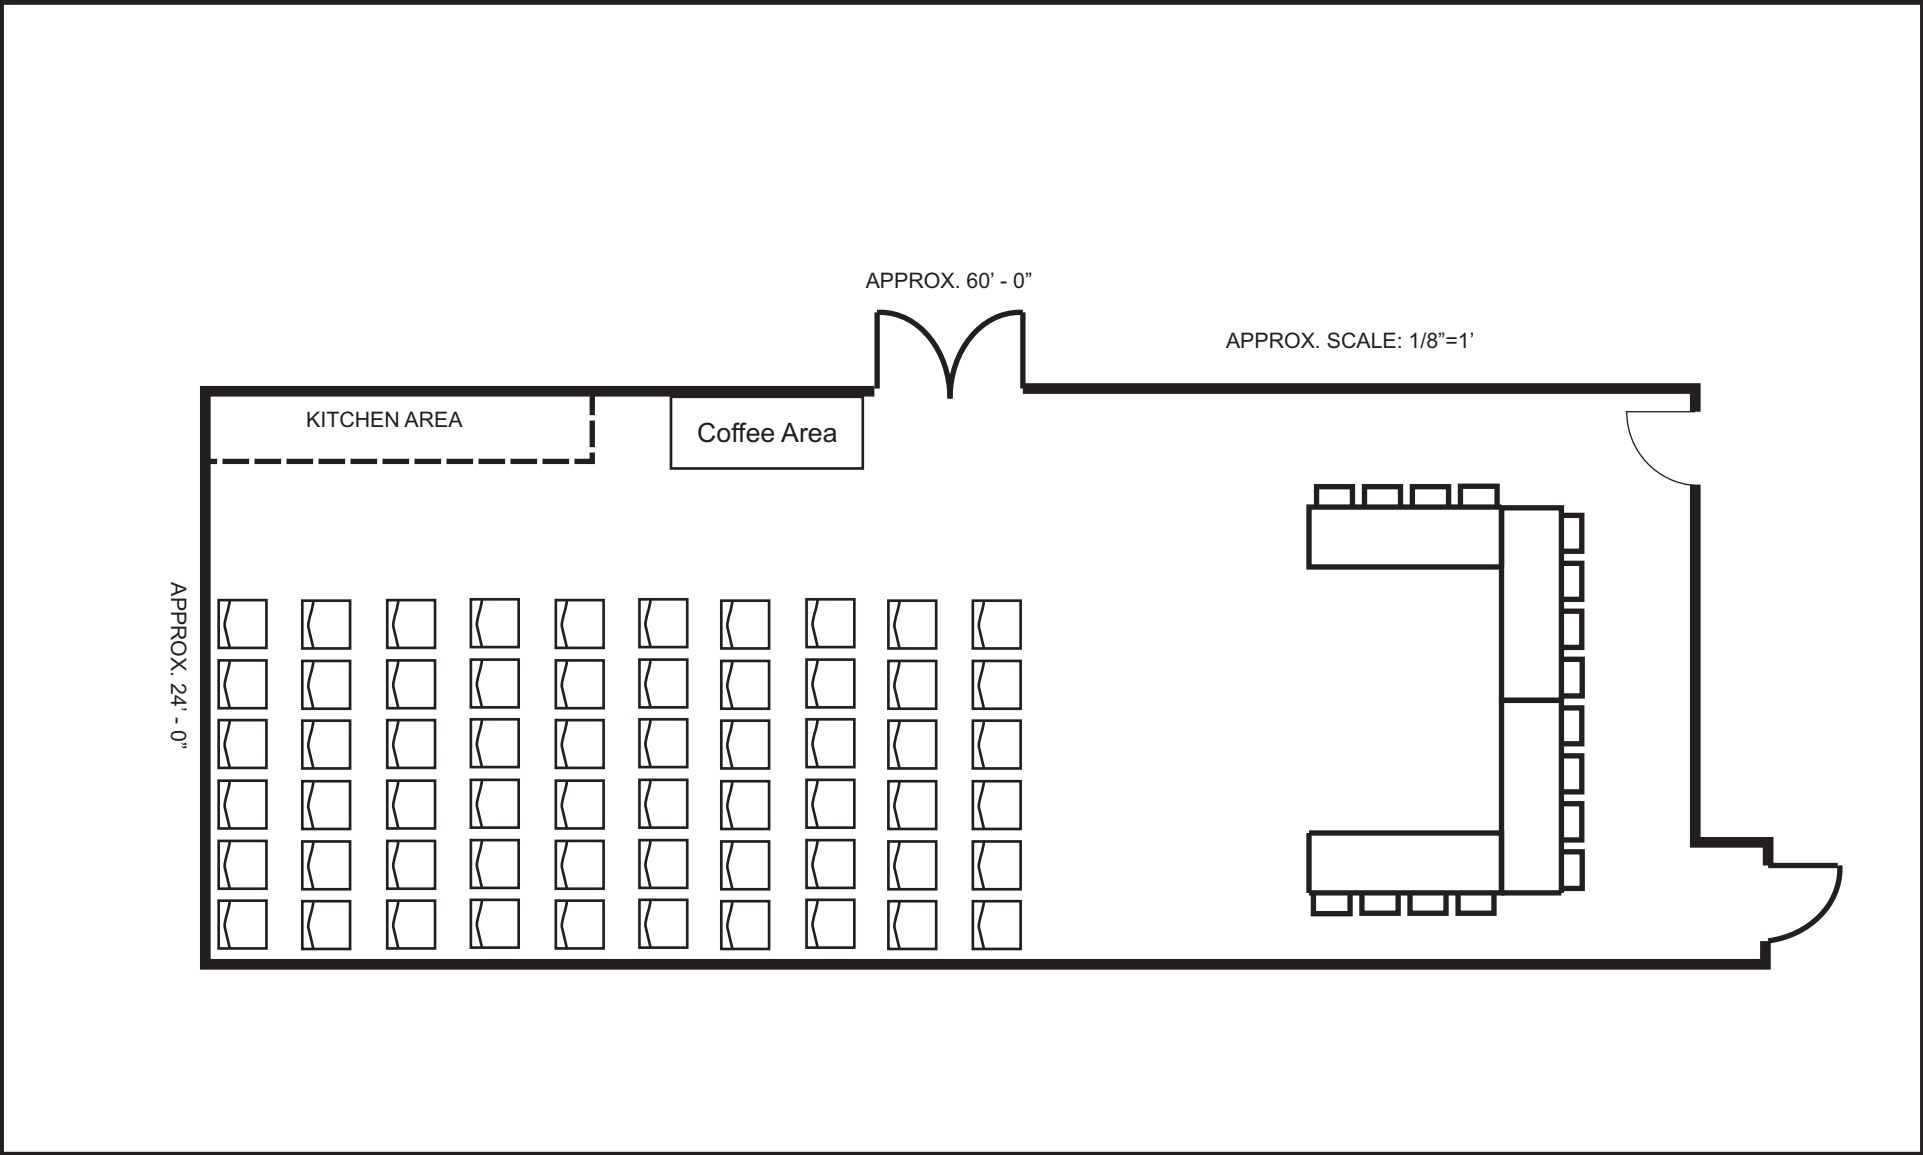 APPROX. 60’ - 0”
APPROX. SCALE: 1/8”=1’
KITCHEN AREA
Coffee Area
APPROX. 24’ - 0”